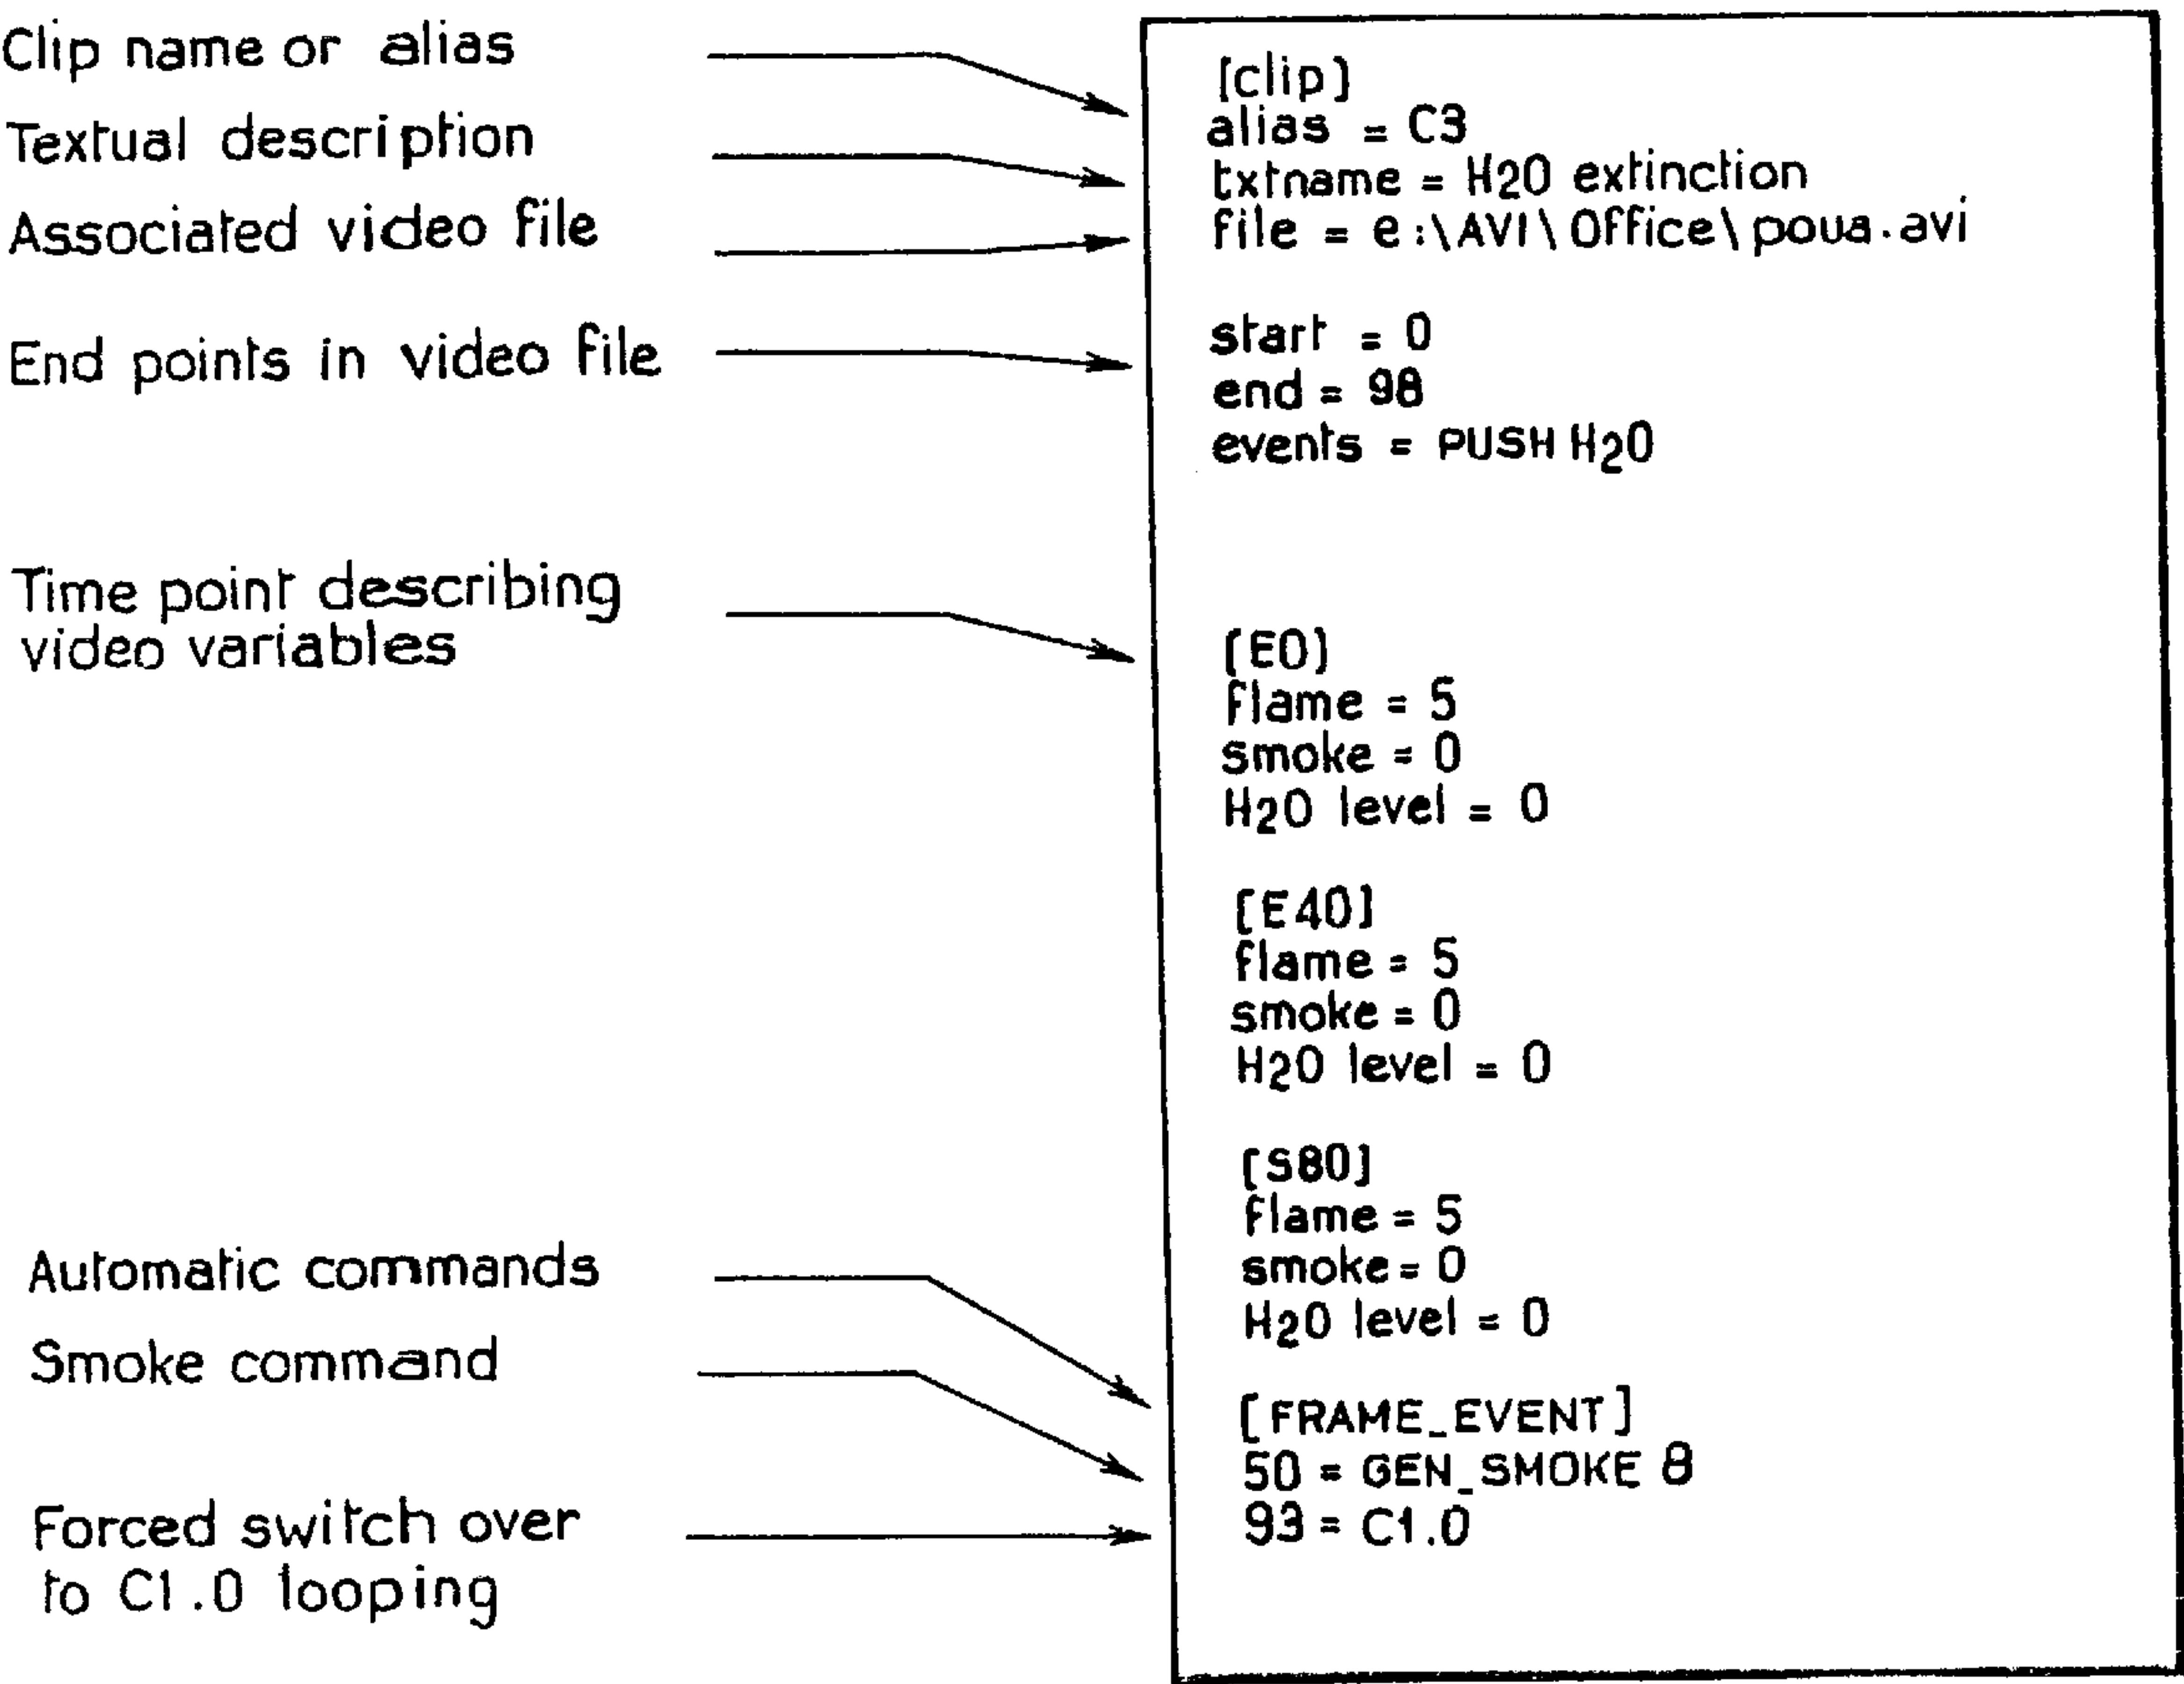 Clip name or alias
Textual description
Associated video file
End points in video file
Time point describing
video variables
Automatic commands
Smoke command
Forced switch over
to C1.0 looping
[clip]
alias = C3
txtname = H2O extinction
file = e:\AVI\Office\poua.avi
start = 0
end = 98
events = PUSH H2O
[E0]
flame = 5
smoke = 0
H2O level = 0
[E40]
flame = 5
smoke = 0
H2O level = 0
[S80]
flame = 5
smoke = 0
H2O level = 0
[FRAME_EVENT]
50 = GEN_SMOKE 8
93 = C1.0